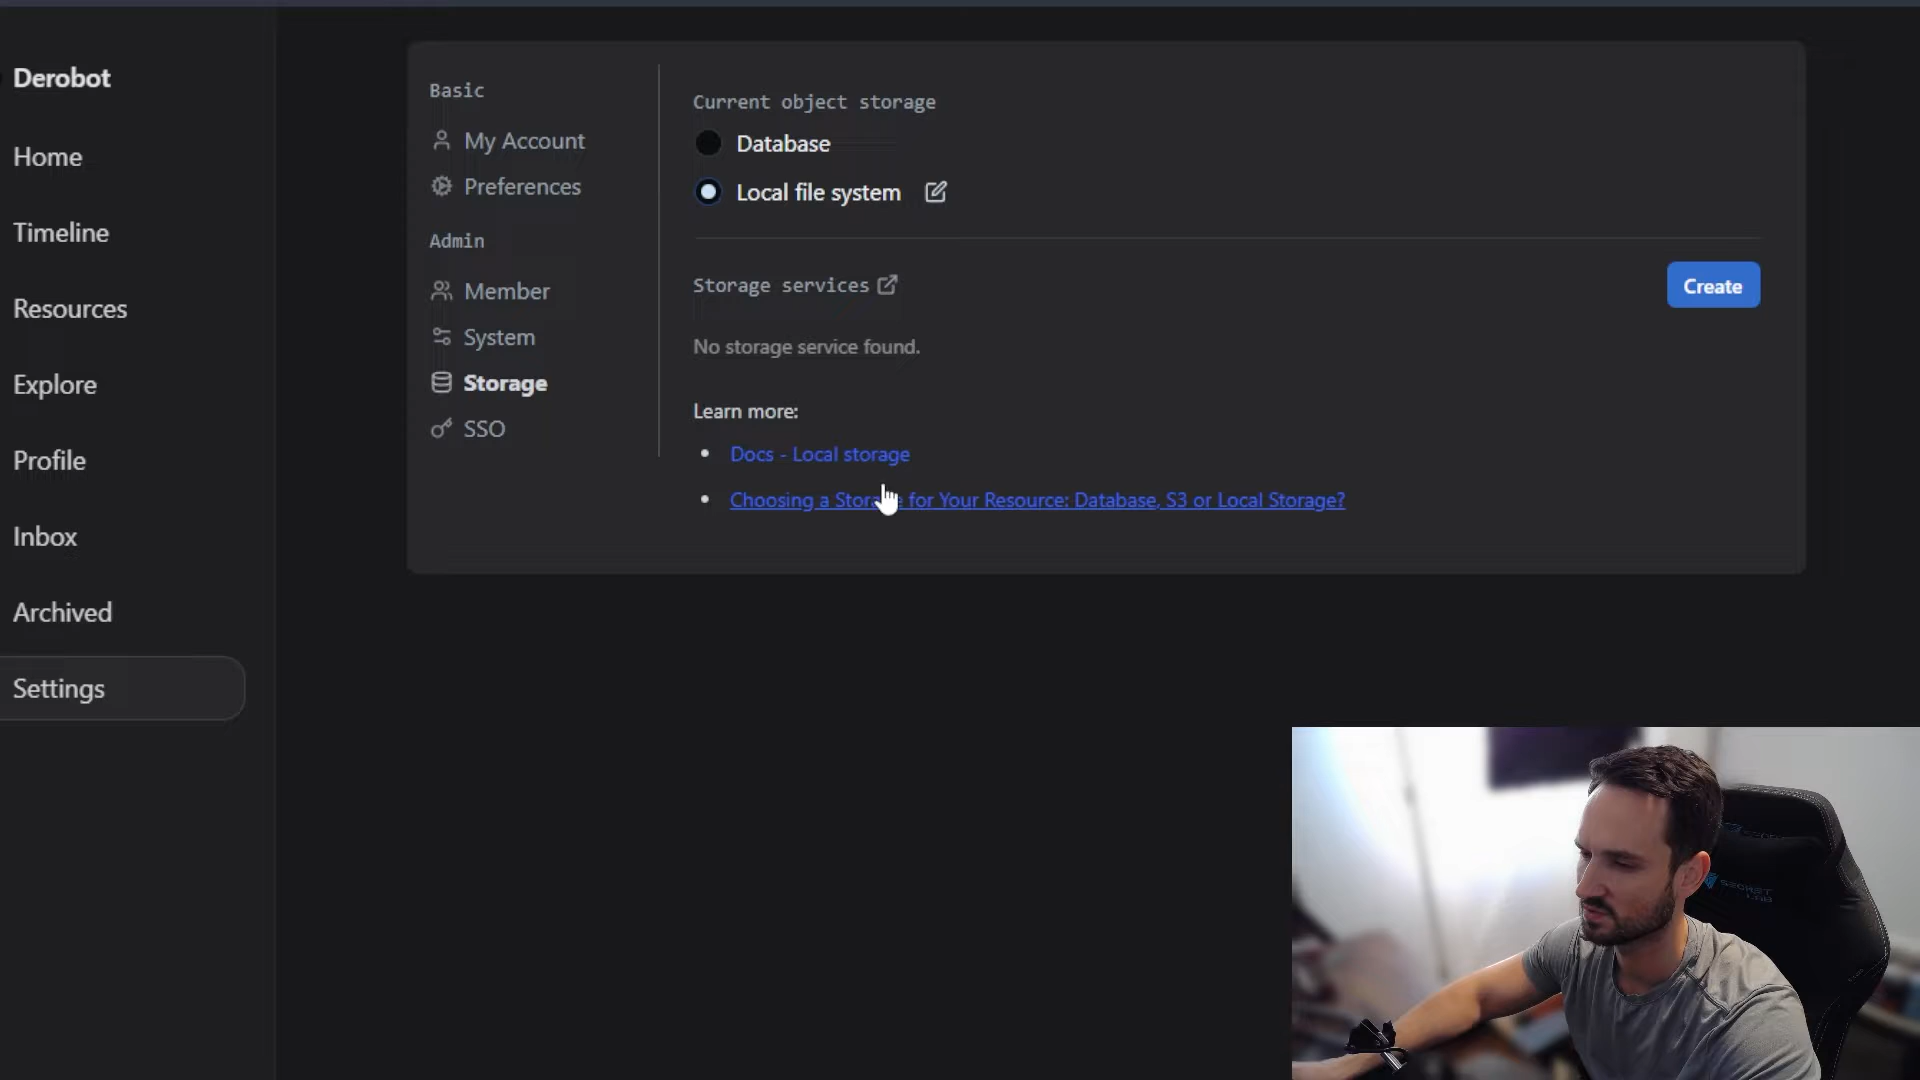 Derobot
Home
Timeline
Resources
Explore
Profile
Inbox
Archived
Settings
Basic
My Account
Preferences
Admin
Member
System
Storage
SSO
Current object storage
Database
Local file system
Storage services
Create
No storage service found.
Learn more:
Docs - Local storage
Choosing a Storage for Your Resource: Database, S3 or Local Storage?